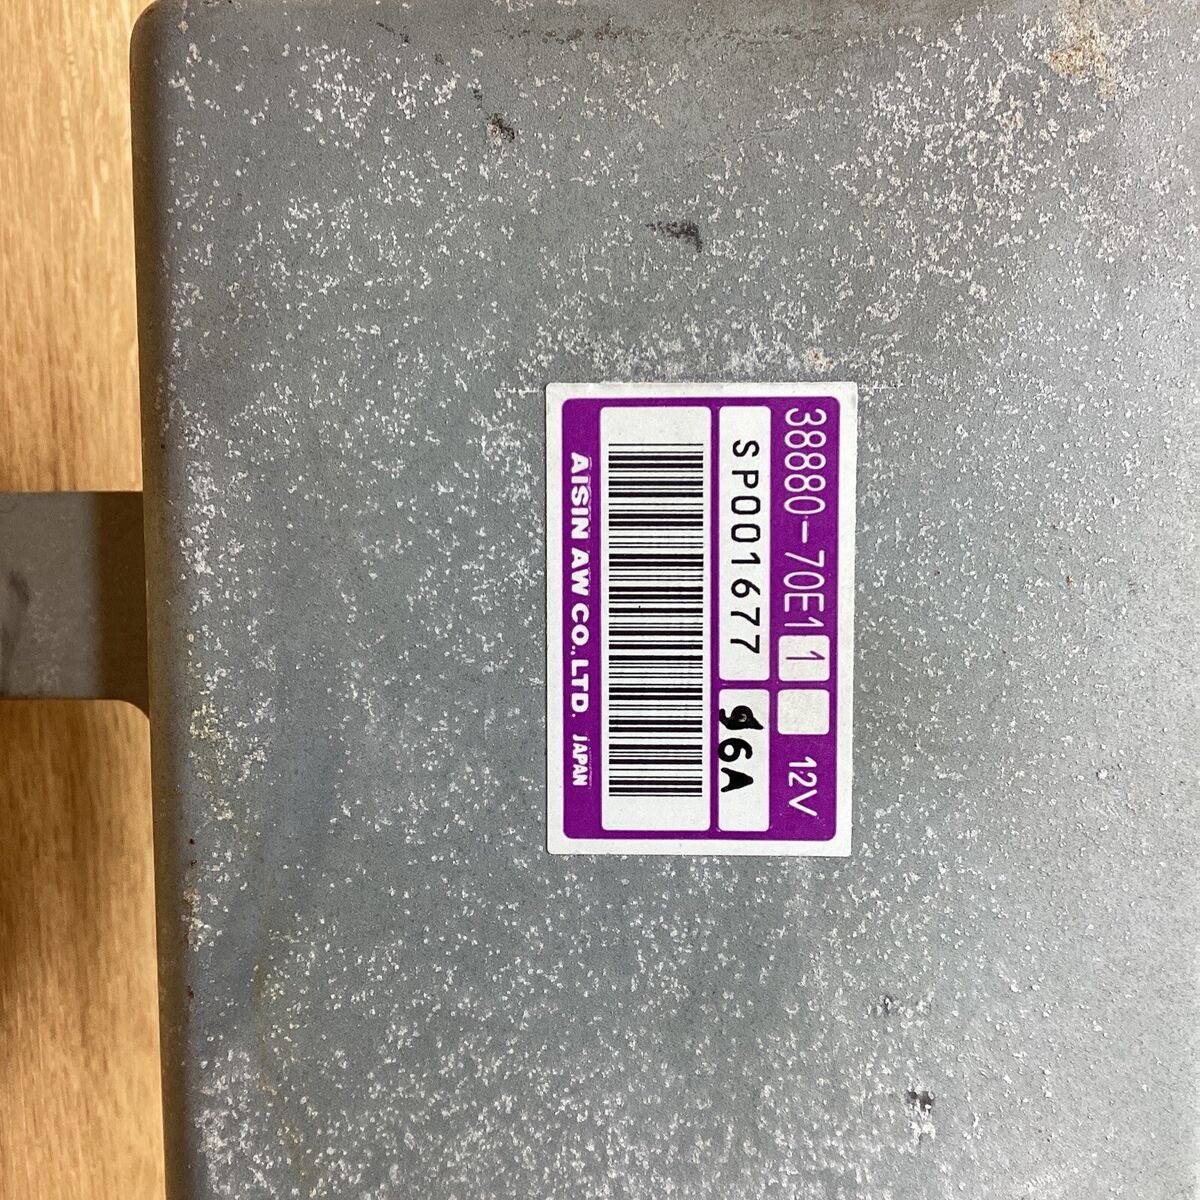 38880-70E11 12V
SP001677 96A
AISIN AW CO.,LTD. JAPAN